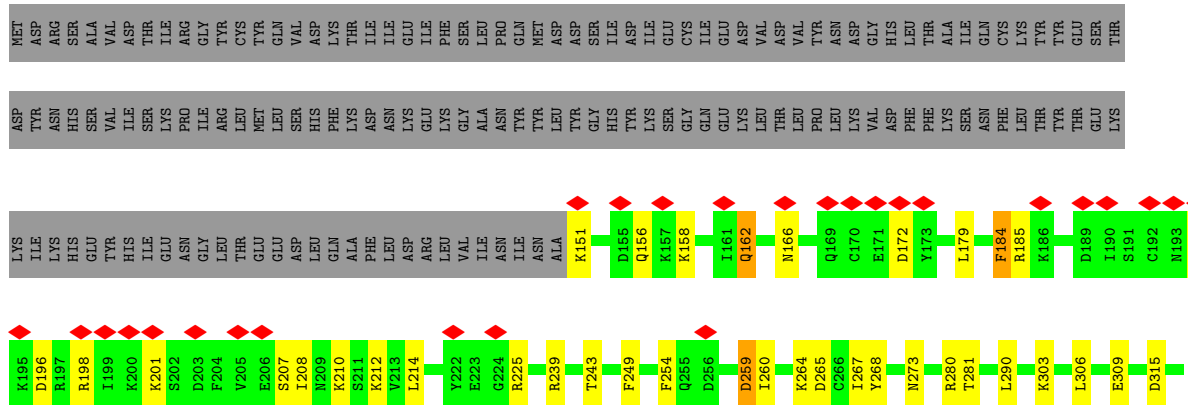 MET ASP ARG SER ALA VAL ASP THR ILE ILE ARG GLY TYR CYS TYR GLN VAL ASP LYS THR ILE ILE GLU ILE PHE SER LEU PRO GLN MET ASP ASP SER ILE ASP ILE GLU CYS ILE GLU ASP VAL ASP VAL TYR ASN ASP GLY HIS LEU THR ALA ILE GLN CYS LYS TYR TYR GLU SER THR
ASP TYR ASN HIS SER VAL ILE SER LYS PRO ILE ARG LEU MET LEU SER HIS PHE LYS ASP ASN LYS GLU LYS GLY ALA ASN TYR TYR LEU TYR GLY HIS TYR LYS SER GLY GLN GLU LYS LEU THR LEU PRO LEU LYS VAL ASP PHE PHE LYS SER ASN PHE LEU THR TYR THR GLU LYS
LYS ILE LYS HIS GLU TYR HIS ILE GLU ASN GLY LEU THR GLU GLU ASP LEU GLN ALA PHE LEU ASP ARG LEU VAL ILE ASN ILE ASN ALA K151 D155 Q156 K157 K158 I161 Q162 N166 Q169 C170 E171 D172 Y173 L179 F184 R185 K186 D189 I190 S191 C192 N193
K195 D196 R197 R198 I199 K200 K201 S202 D203 F204 V205 E206 S207 I208 N209 K210 S211 K212 V213 L214 Y222 E223 G224 R225 R239 T243 F249 F254 Q255 D256 D259 I260 K264 D265 C266 I267 Y268 N273 R280 T281 L290 K303 L306 E309 D315